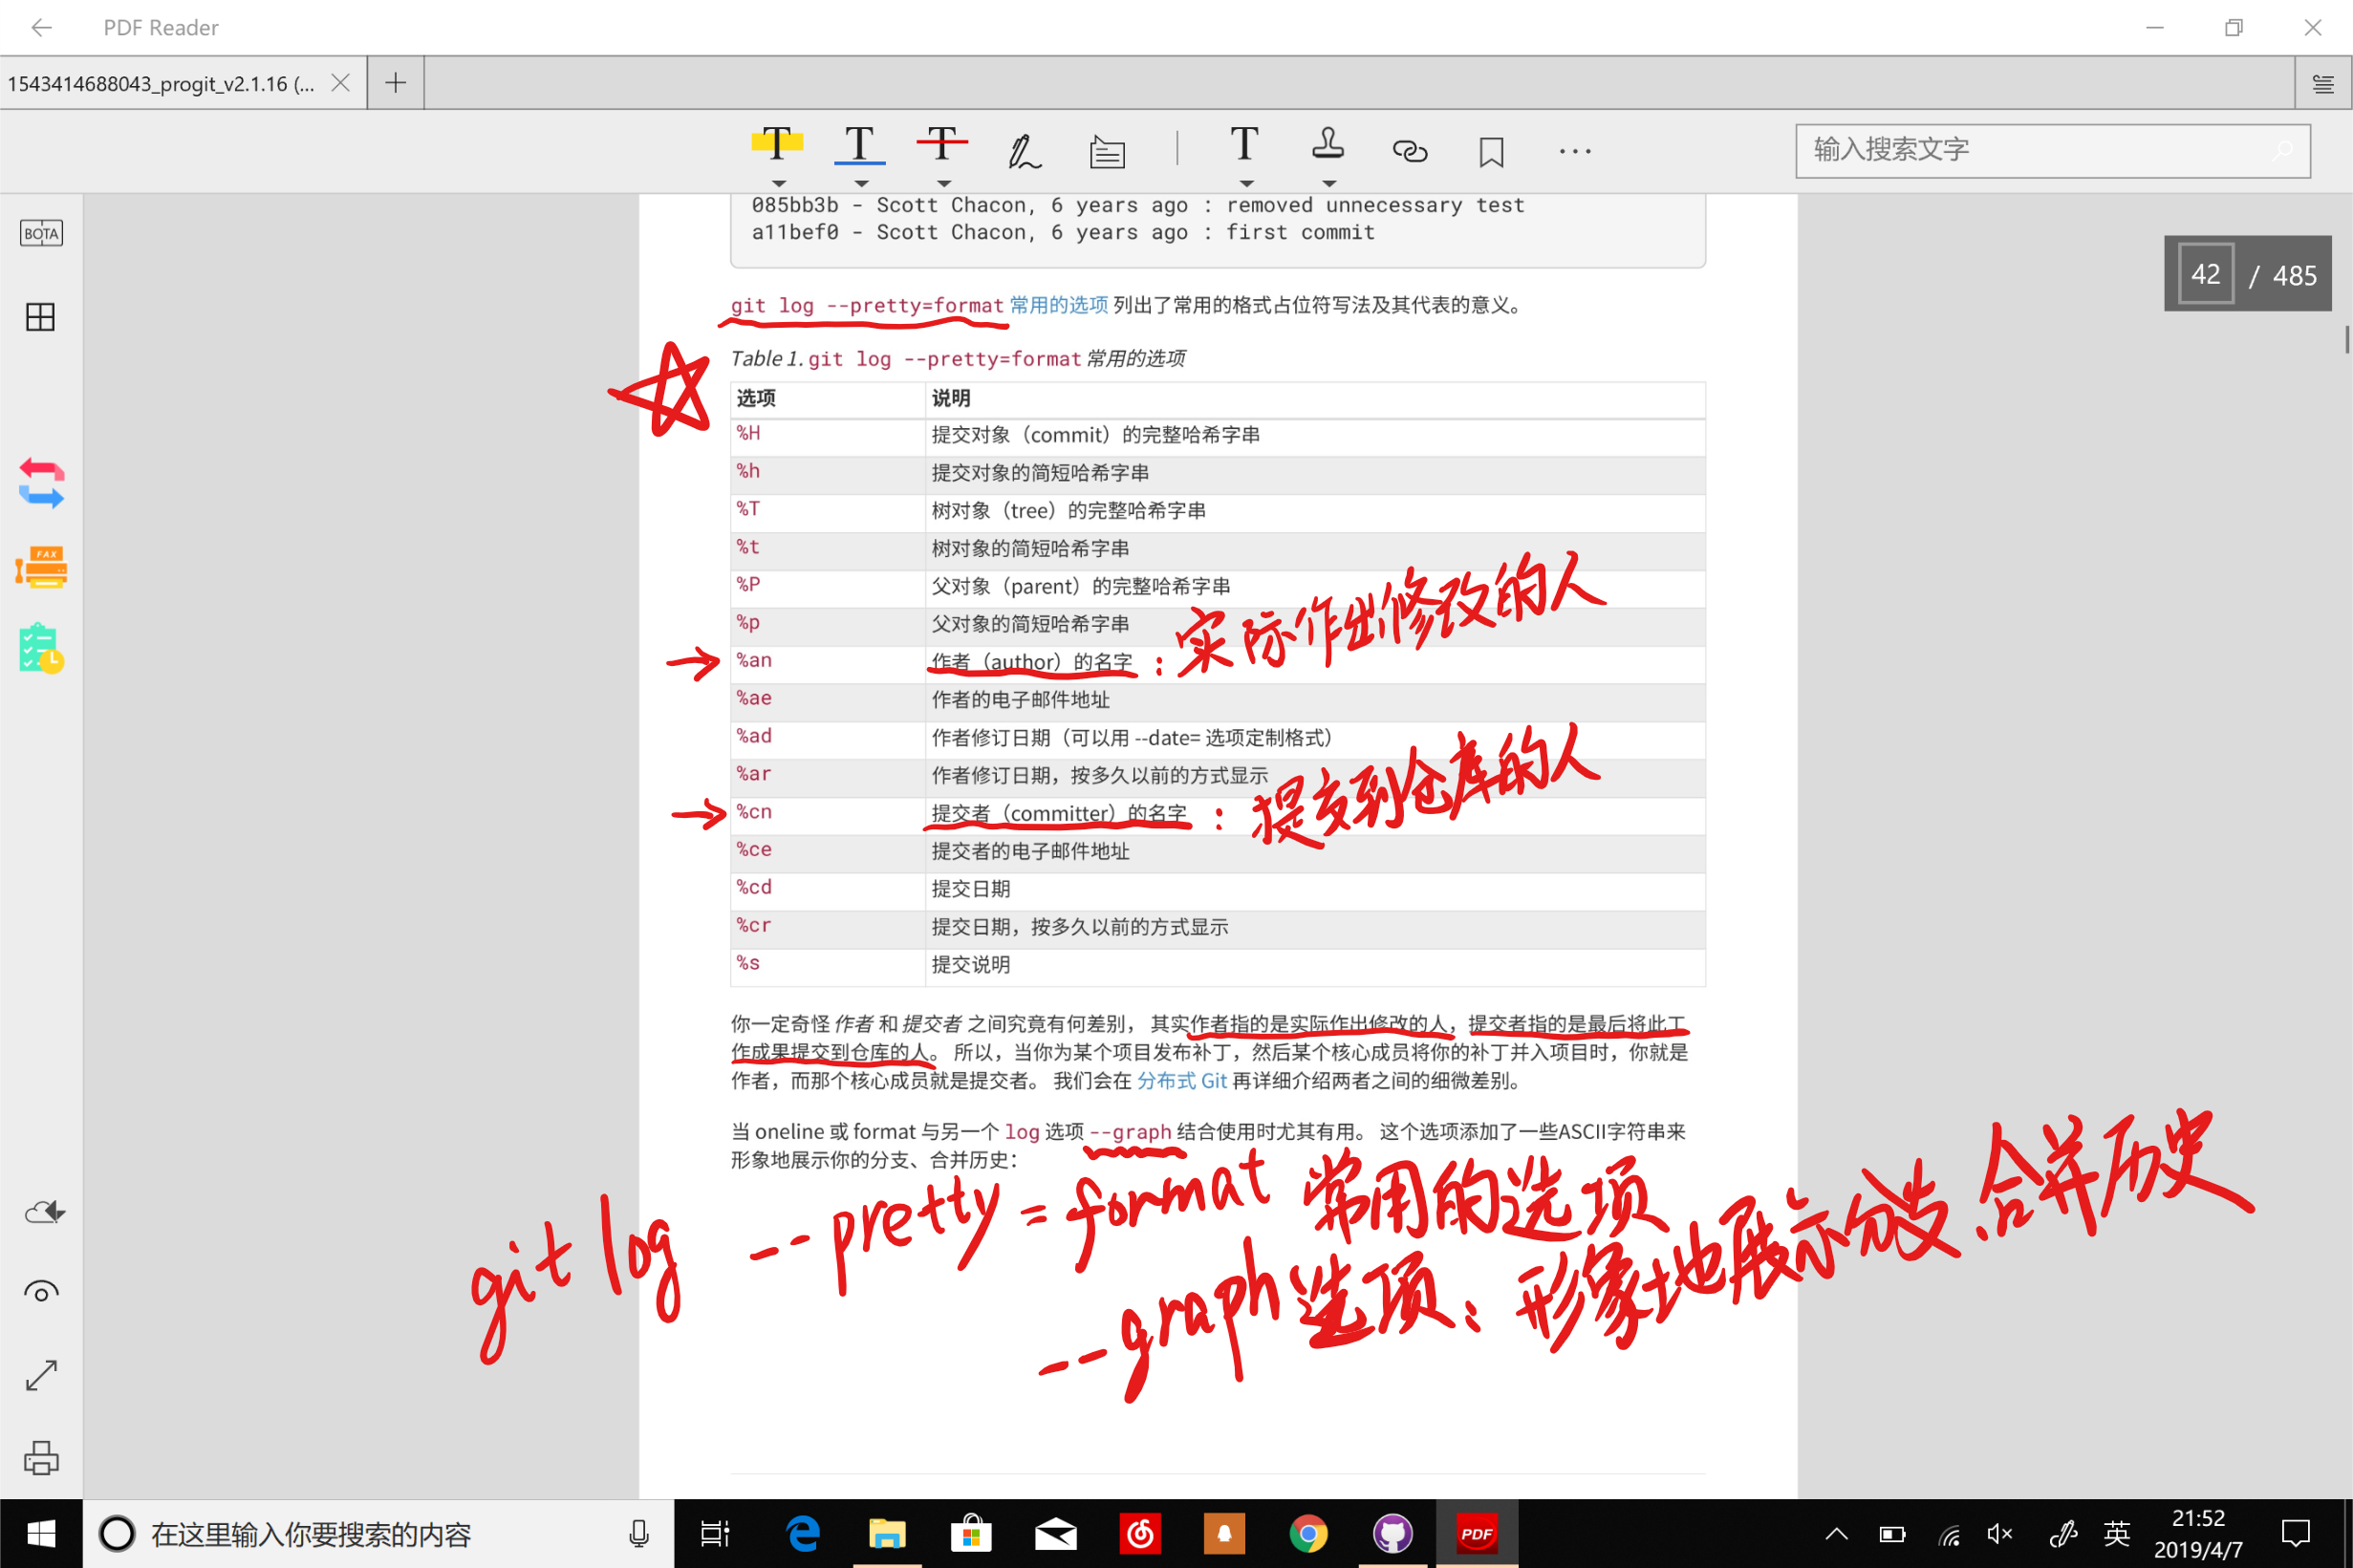 PDF Reader
1543414688043_progit_v2.1.16 (...
输入搜索文字
BOTA
42 / 485
FAX
085bb3b - Scott Chacon, 6 years ago : removed unnecessary test
a11bef0 - Scott Chacon, 6 years ago : first commit
git log --pretty=format 常用的选项 列出了常用的格式占位符写法及其代表的意义。
Table 1. git log --pretty=format 常用的选项
选项 说明
%H 提交对象（commit）的完整哈希字串
%h 提交对象的简短哈希字串
%T 树对象（tree）的完整哈希字串
%t 树对象的简短哈希字串
%P 父对象（parent）的完整哈希字串
%p 父对象的简短哈希字串
%an 作者（author）的名字 ：实际作出修改的人
%ae 作者的电子邮件地址
%ad 作者修订日期（可以用 --date= 选项定制格式）
%ar 作者修订日期，按多久以前的方式显示
%cn 提交者（committer）的名字 ：提交到仓库的人
%ce 提交者的电子邮件地址
%cd 提交日期
%cr 提交日期，按多久以前的方式显示
%s 提交说明
你一定奇怪 作者 和 提交者 之间究竟有何差别， 其实作者指的是实际作出修改的人，提交者指的是最后将此工
作成果提交到仓库的人。 所以，当你为某个项目发布补丁，然后某个核心成员将你的补丁并入项目时，你就是
作者，而那个核心成员就是提交者。 我们会在 分布式 Git 再详细介绍两者之间的细微差别。
当 oneline 或 format 与另一个 log 选项 --graph 结合使用时尤其有用。 这个选项添加了一些ASCII字符串来
形象地展示你的分支、合并历史：
git log --pretty=format 常用的选项
--graph选项：形象地展示分支、合并历史
在这里输入你要搜索的内容
PDF
英
21:52
2019/4/7